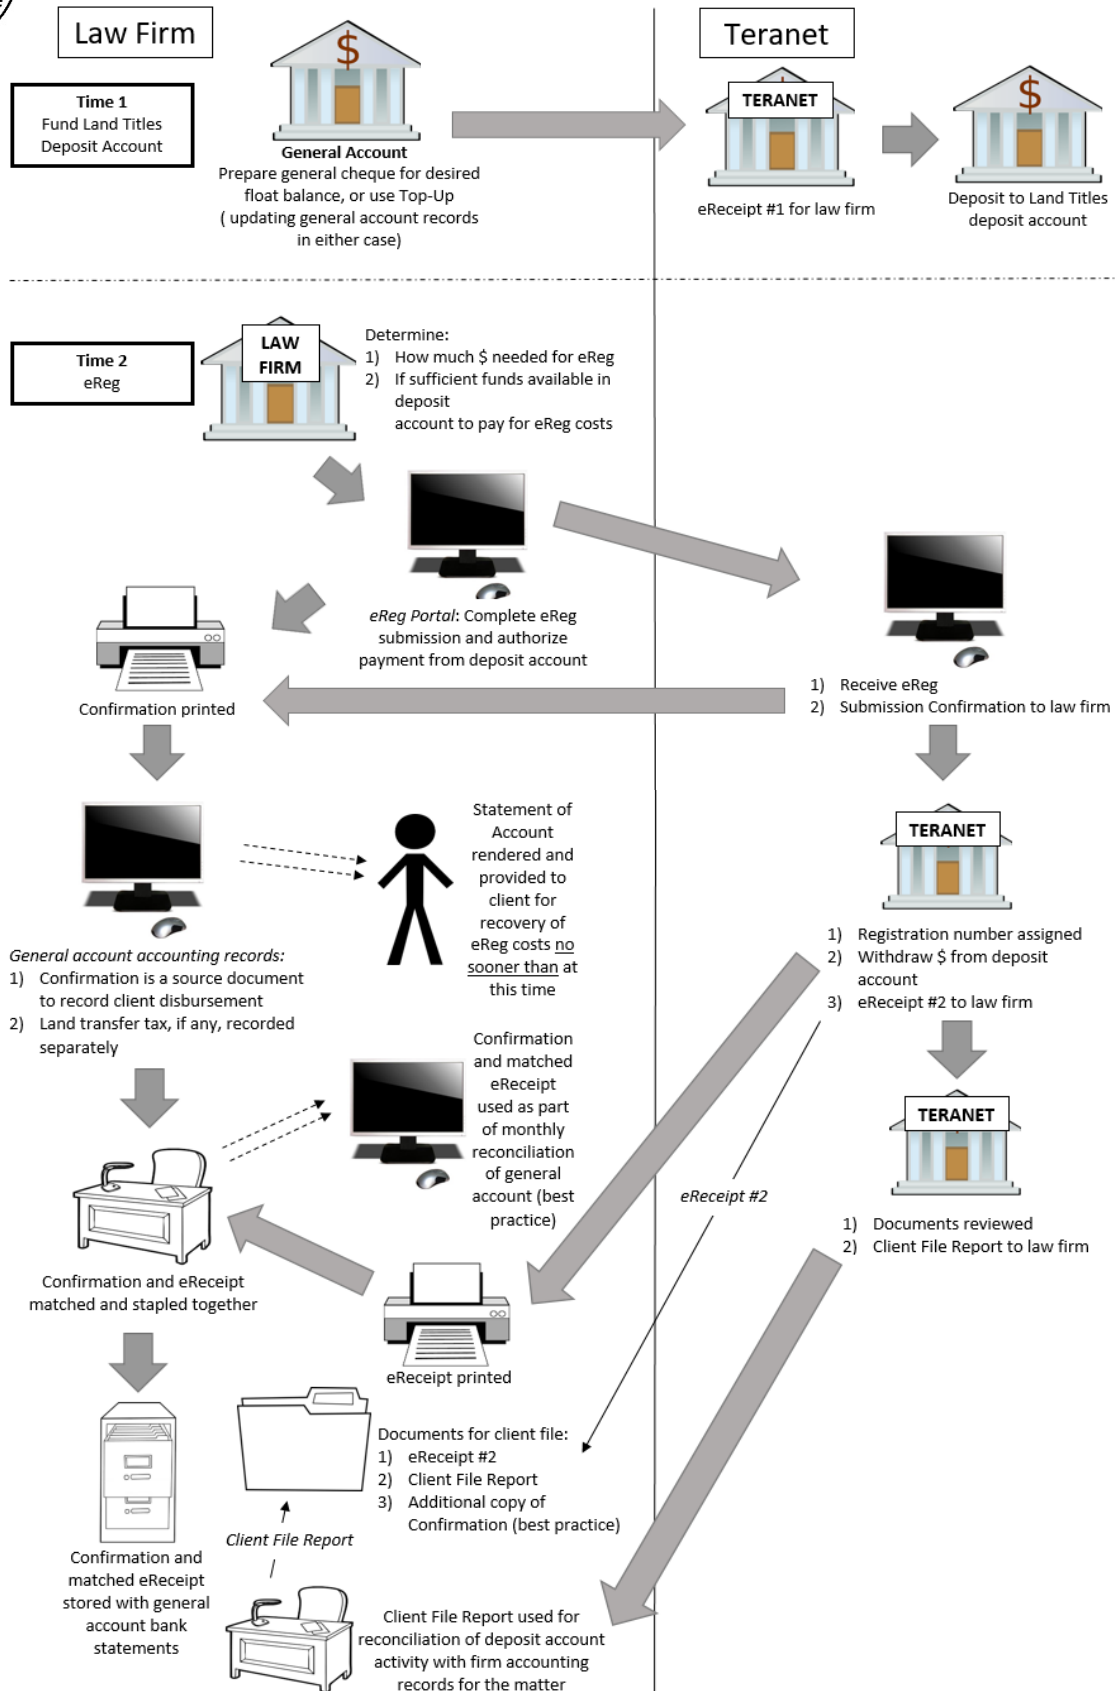 Law Firm
Teranet
Time 1
Fund Land Titles
Deposit Account
$
General Account
Prepare general cheque for desired
float balance, or use Top-Up
( updating general account records
in either case)
TERANET
eReceipt #1 for law firm
$
Deposit to Land Titles
deposit account
Time 2
eReg
LAW
FIRM
Determine:
1) How much $ needed for eReg
2) If sufficient funds available in
deposit
account to pay for eReg costs
eReg Portal: Complete eReg
submission and authorize
payment from deposit account
1) Receive eReg
2) Submission Confirmation to law firm
Confirmation printed
General account accounting records:
1) Confirmation is a source document
to record client disbursement
2) Land transfer tax, if any, recorded
separately
Statement of
Account
rendered and
provided to
client for
recovery of
eReg costs no
sooner than at
this time
TERANET
1) Registration number assigned
2) Withdraw $ from deposit
account
3) eReceipt #2 to law firm
Confirmation
and matched
eReceipt
used as part
of monthly
reconciliation
of general
account (best
practice)
eReceipt #2
TERANET
1) Documents reviewed
2) Client File Report to law firm
Confirmation and eReceipt
matched and stapled together
eReceipt printed
Documents for client file:
1) eReceipt #2
2) Client File Report
3) Additional copy of
Confirmation (best practice)
Client File Report
Confirmation and
matched eReceipt
stored with general
account bank
statements
Client File Report used for
reconciliation of deposit account
activity with firm accounting
records for the matter